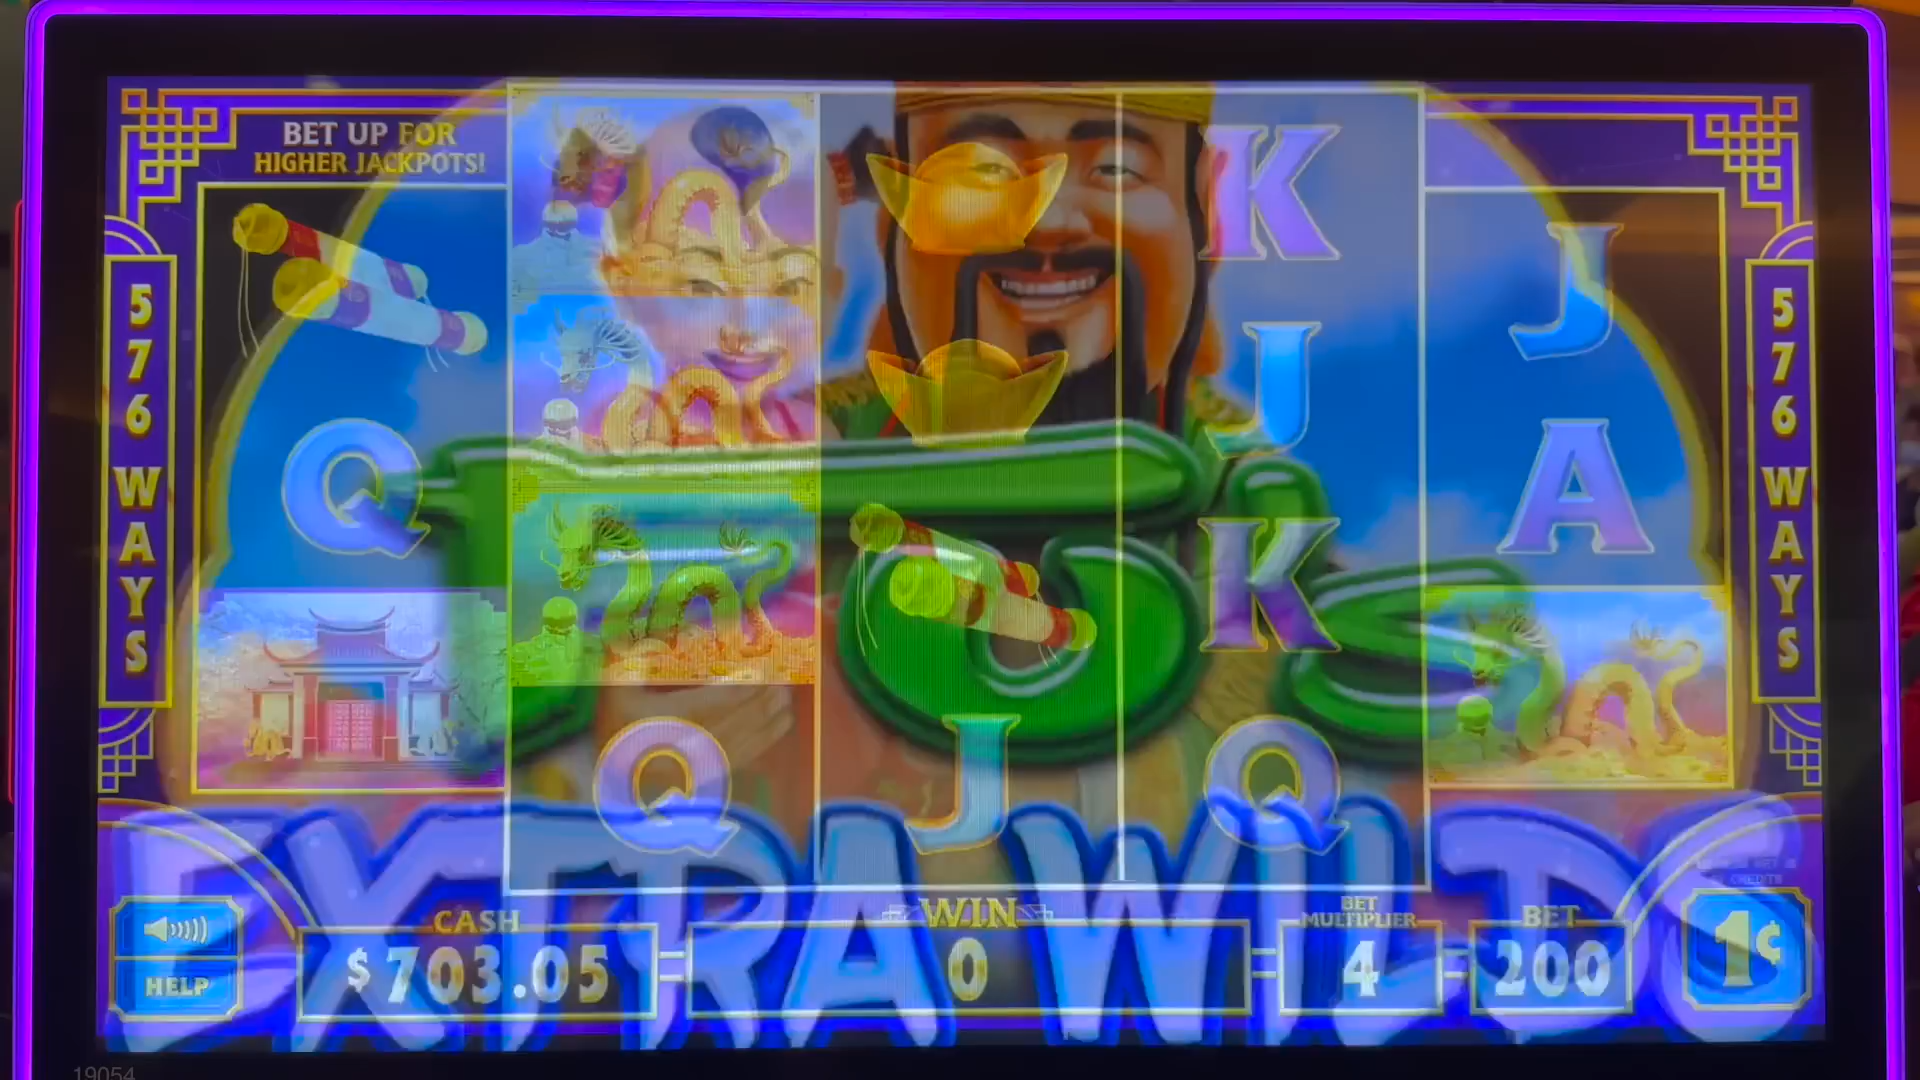 BET UP FOR
HIGHER JACKPOTS!
576 WAYS
576 WAYS
K
J
J
Q
A
K
Q
J
Q
EXTRA WILDS
CASH
WIN
BET
MULTIPLIER
BET
$703.05
0
4
200
1¢
HELP
19054